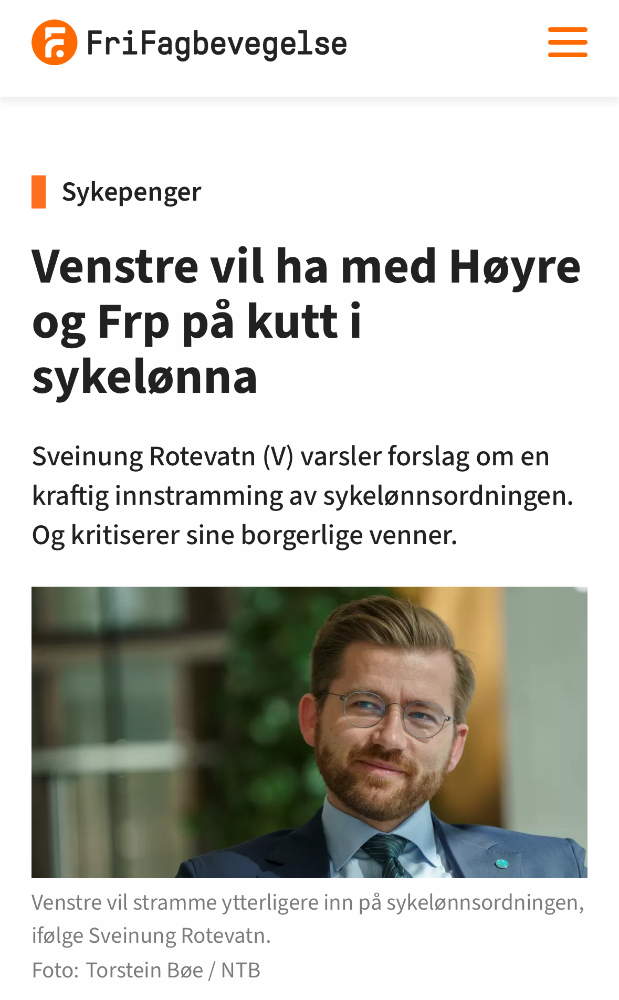 FriFagbevegelse
Sykepenger
Venstre vil ha med Høyre
og Frp på kutt i
sykelønna
Sveinung Rotevatn (V) varsler forslag om en
kraftig innstramming av sykelønnsordningen.
Og kritiserer sine borgerlige venner.
Venstre vil stramme ytterligere inn på sykelønnsordningen,
ifølge Sveinung Rotevatn.
Foto: Torstein Bøe / NTB